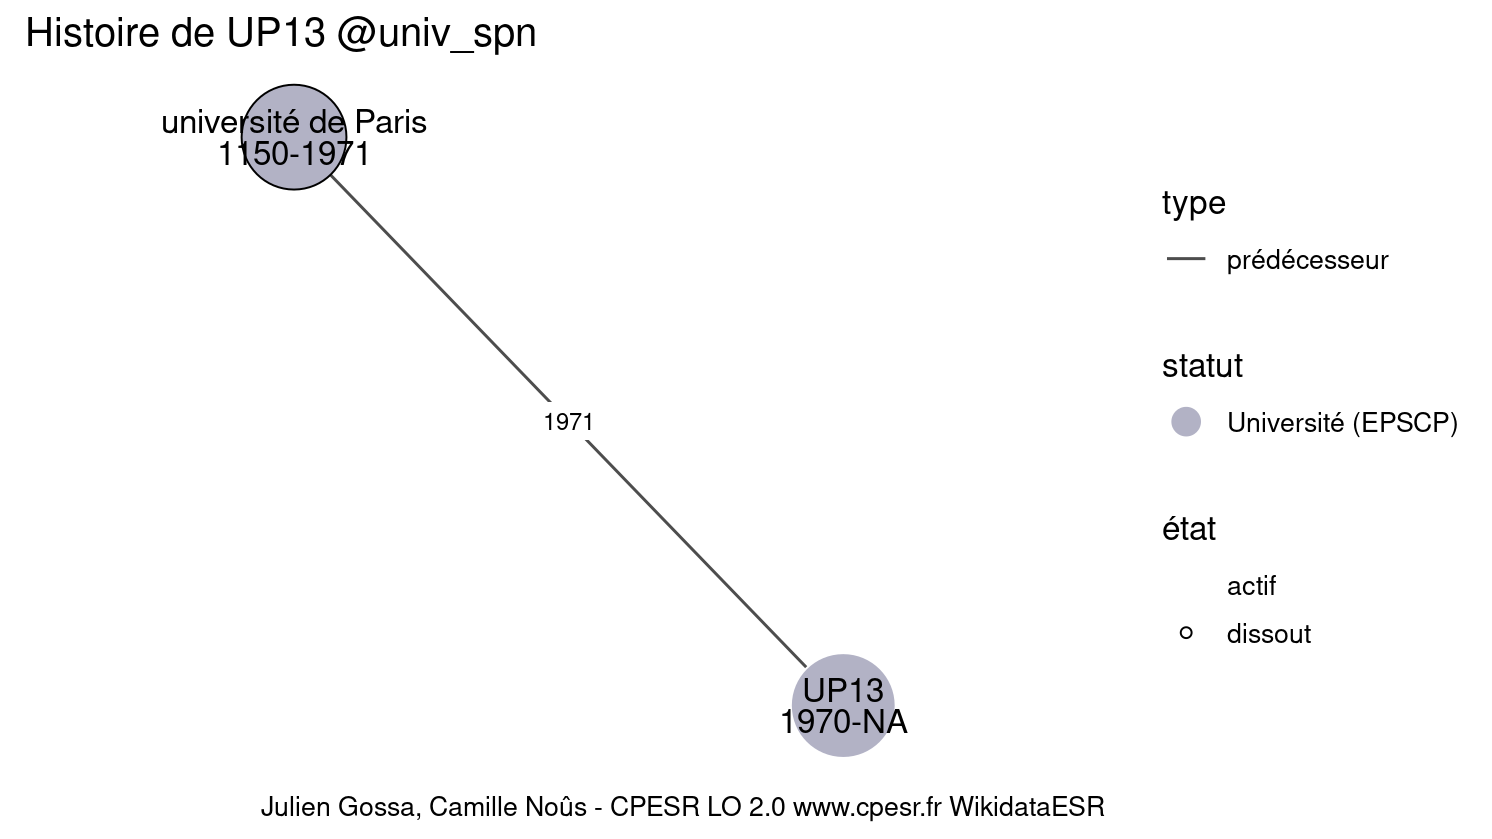 Histoire de UP13 @univ_spn
université de Paris
1150-1971
1971
UP13
1970-NA
type
prédécesseur
statut
Université (EPSCP)
état
actif
dissout
Julien Gossa, Camille Noûs - CPESR LO 2.0 www.cpesr.fr WikidataESR